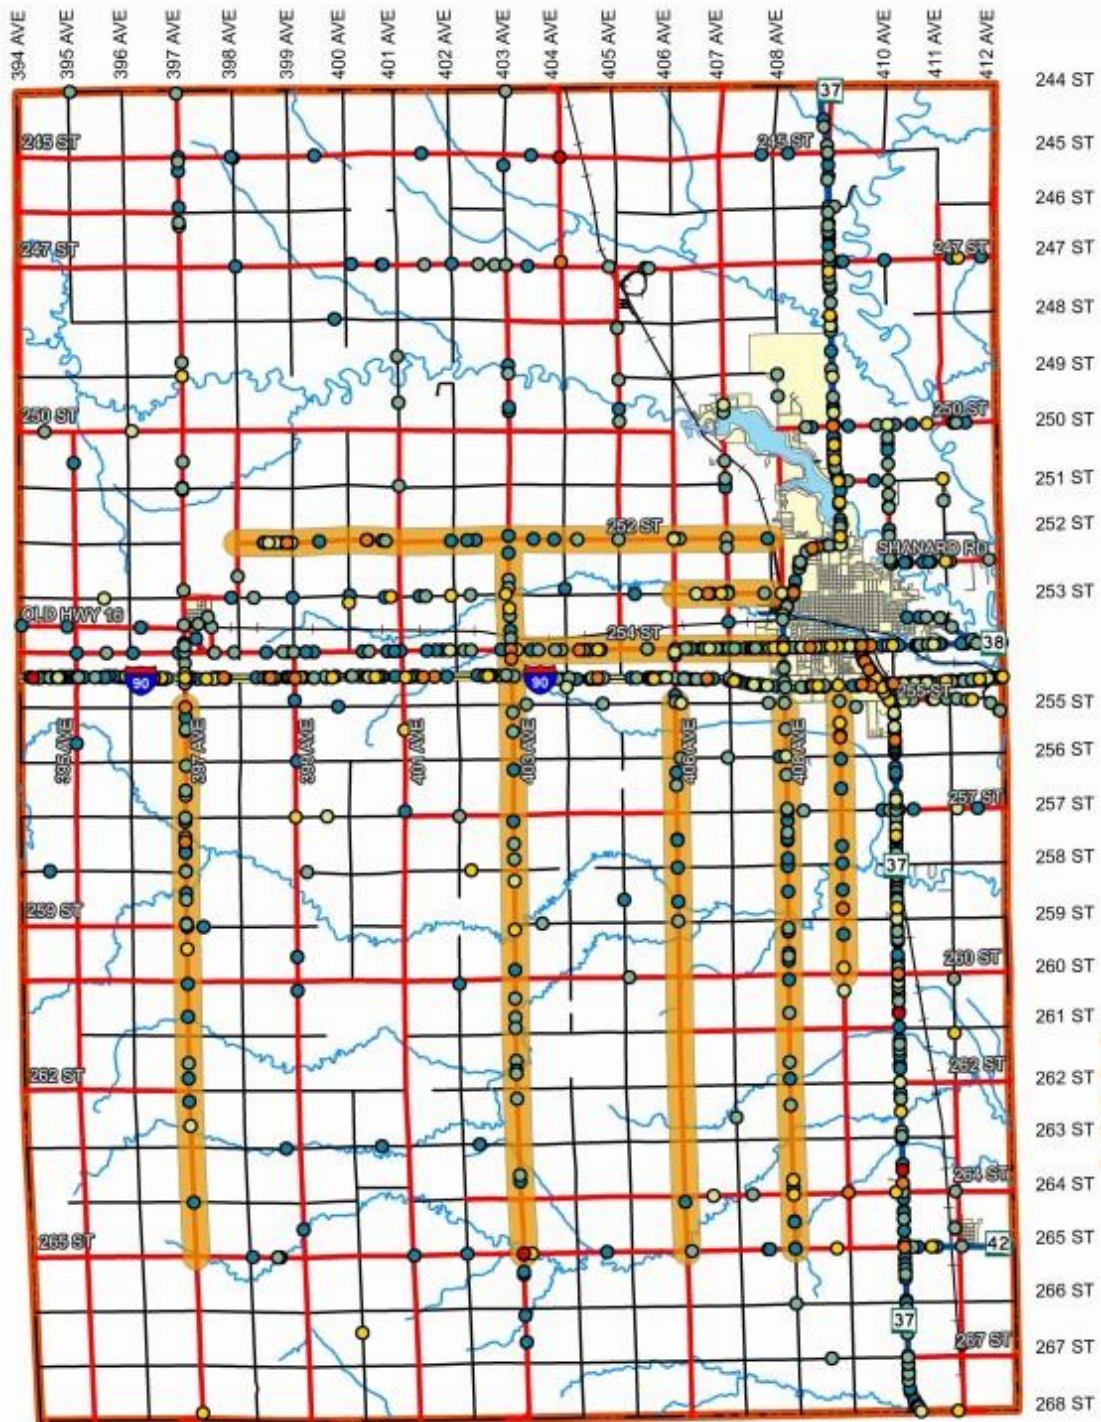 394 AVE
395 AVE
396 AVE
397 AVE
398 AVE
399 AVE
400 AVE
401 AVE
402 AVE
403 AVE
404 AVE
405 AVE
406 AVE
407 AVE
408 AVE
410 AVE
411 AVE
412 AVE
244 ST
37
245 ST
245 ST
245 ST
246 ST
247 ST
247 ST
247 ST
248 ST
249 ST
250 ST
250 ST
250 ST
251 ST
252 ST
252 ST
SHANARD RD
253 ST
OLD HWY 16
254 ST
38
90
90
255 ST
255 ST
395 AVE
397 AVE
399 AVE
401 AVE
403 AVE
406 AVE
408 AVE
256 ST
257 ST
257 ST
258 ST
37
259 ST
259 ST
260 ST
260 ST
261 ST
262 ST
262 ST
262 ST
263 ST
264 ST
264 ST
265 ST
265 ST
42
266 ST
37
267 ST
267 ST
268 ST